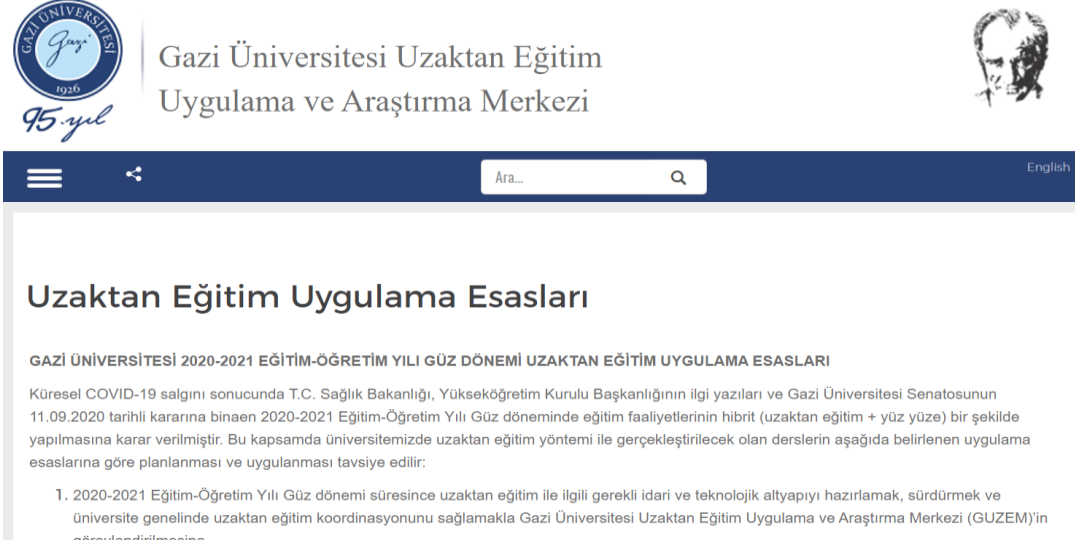 GAZİ ÜNİVERSİTESİ
Gazi
1926
95.yıl
Gazi Üniversitesi Uzaktan Eğitim
Uygulama ve Araştırma Merkezi
Ara...
English
Uzaktan Eğitim Uygulama Esasları
GAZİ ÜNİVERSİTESİ 2020-2021 EĞİTİM-ÖĞRETİM YILI GÜZ DÖNEMİ UZAKTAN EĞİTİM UYGULAMA ESASLARI
Küresel COVID-19 salgını sonucunda T.C. Sağlık Bakanlığı, Yükseköğretim Kurulu Başkanlığının ilgi yazıları ve Gazi Üniversitesi Senatosunun
11.09.2020 tarihli kararına binaen 2020-2021 Eğitim-Öğretim Yılı Güz döneminde eğitim faaliyetlerinin hibrit (uzaktan eğitim + yüz yüze) bir şekilde
yapılmasına karar verilmiştir. Bu kapsamda üniversitemizde uzaktan eğitim yöntemi ile gerçekleştirilecek olan derslerin aşağıda belirlenen uygulama
esaslarına göre planlanması ve uygulanması tavsiye edilir:
1. 2020-2021 Eğitim-Öğretim Yılı Güz dönemi süresince uzaktan eğitim ile ilgili gerekli idari ve teknolojik altyapıyı hazırlamak, sürdürmek ve
üniversite genelinde uzaktan eğitim koordinasyonunu sağlamakla Gazi Üniversitesi Uzaktan Eğitim Uygulama ve Araştırma Merkezi (GUZEM)'in